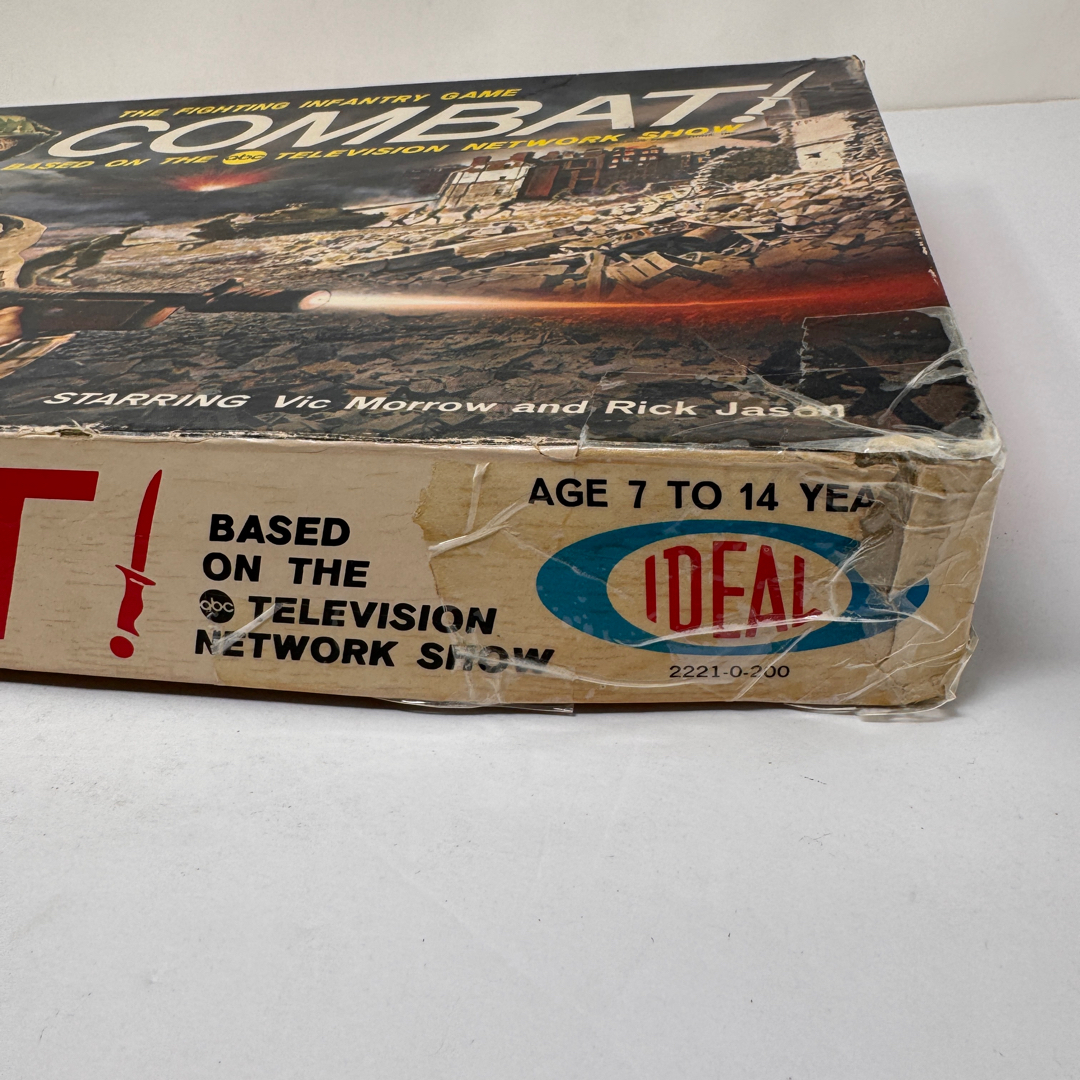 THE FIGHTING INFANTRY GAME
COMBAT!
BASED ON THE abc TELEVISION NETWORK SHOW
STARRING Vic Morrow and Rick Jason
T!
BASED
ON THE
abc TELEVISION
NETWORK SHOW
AGE 7 TO 14 YEA
IDEAL
2221-0-200